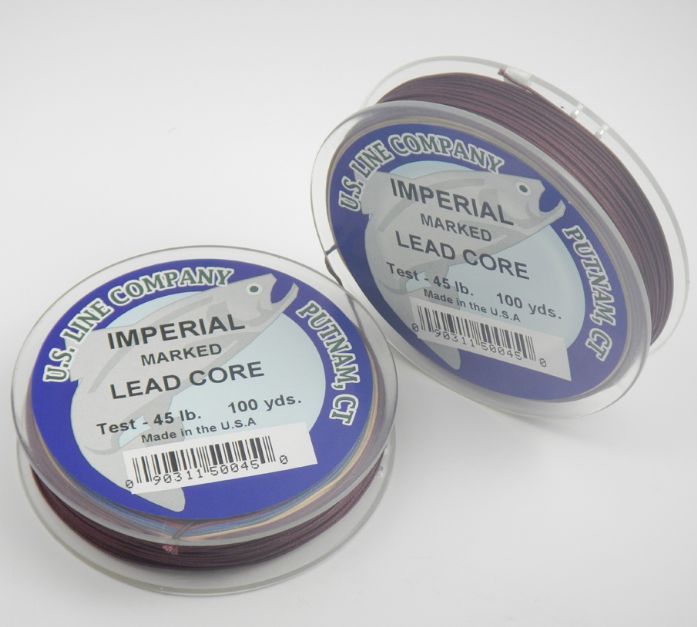 U.S. LINE COMPANY
PUTNAM, CT
IMPERIAL
MARKED
LEAD CORE
Test - 45 lb. 100 yds.
Made in the U.S.A
0 90311 50045 0
U.S. LINE COMPANY
PUTNAM, CT
IMPERIAL
MARKED
LEAD CORE
Test - 45 lb. 100 yds.
Made in the U.S.A
0 90311 50045 0